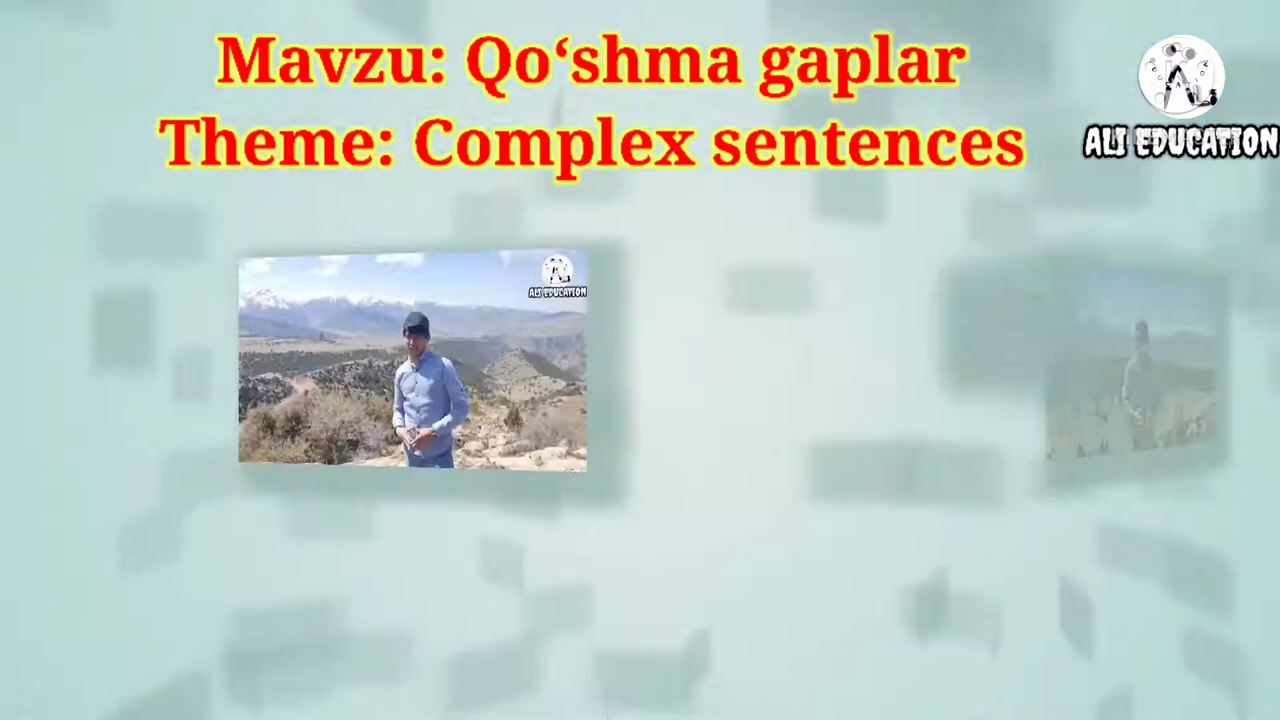 Mavzu: Qo‘shma gaplar
Theme: Complex sentences
ALI EDUCATION
ALI EDUCATION